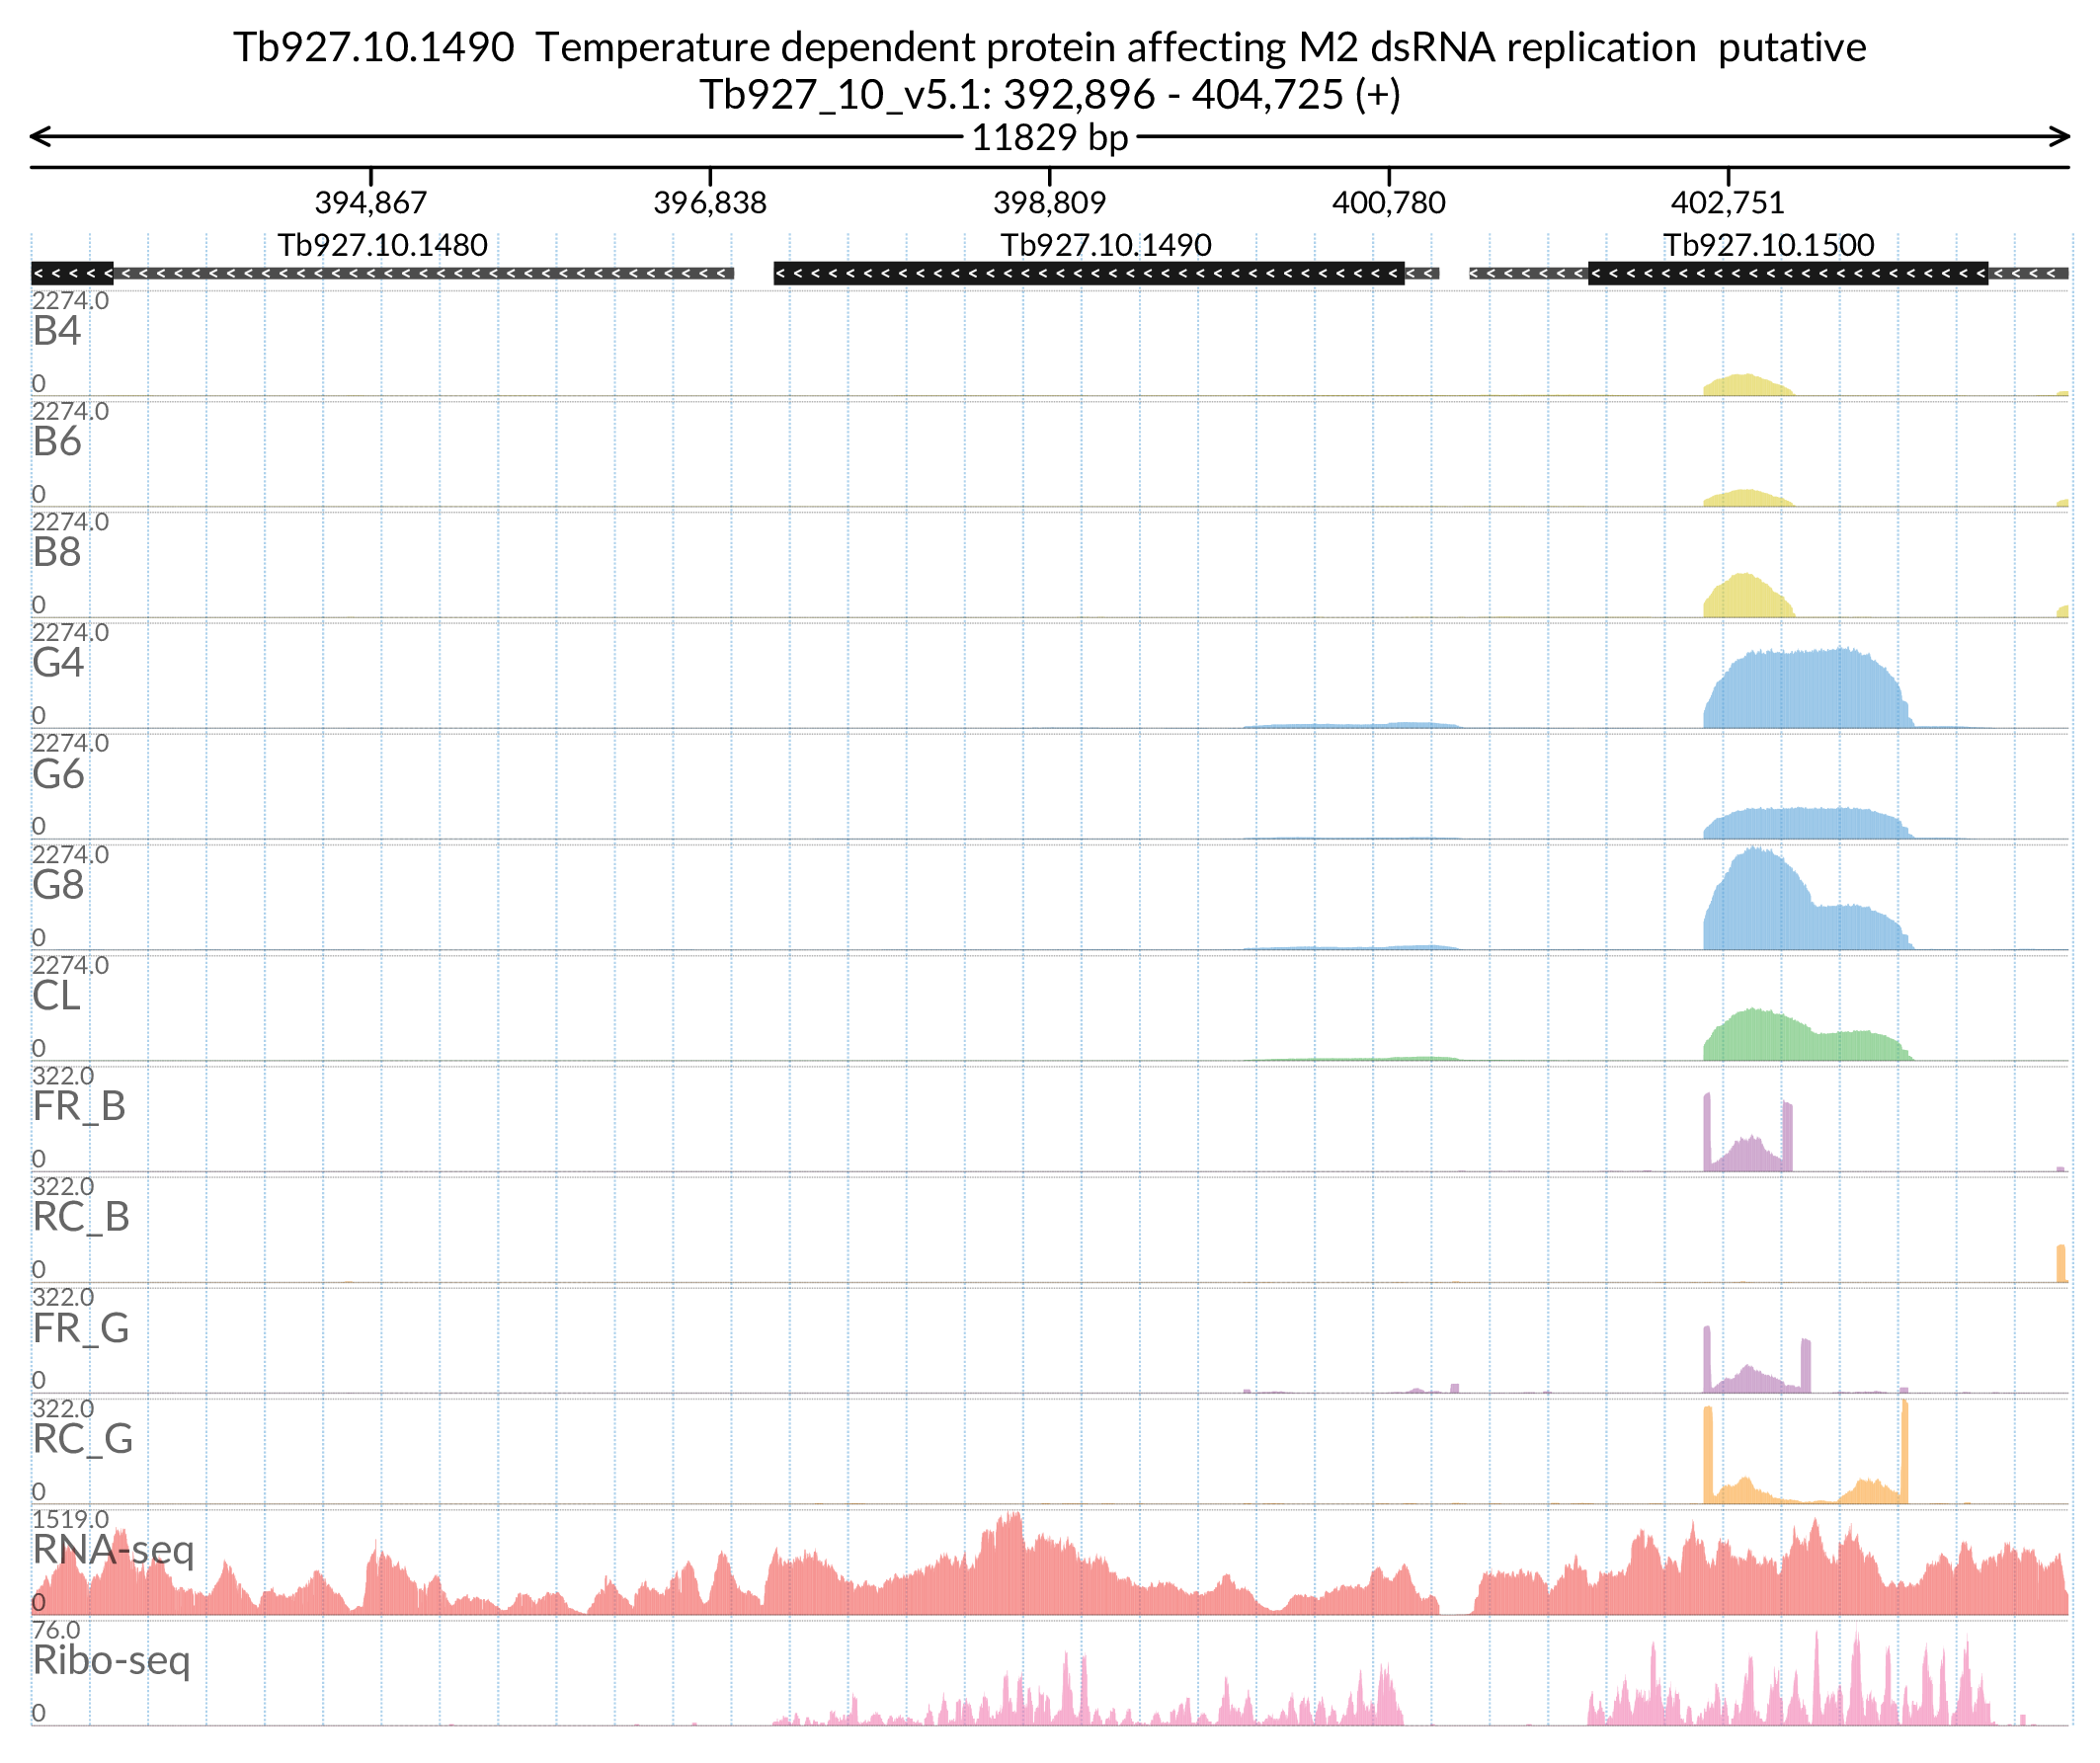 Tb927.10.1490  Temperature dependent protein affecting M2 dsRNA replication  putative
Tb927_10_v5.1: 392,896 - 404,725 (+)
11829 bp
394,867 396,838 398,809 400,780 402,751
Tb927.10.1480 Tb927.10.1490 Tb927.10.1500
2274.0
B4
0
2274.0
B6
0
2274.0
B8
0
2274.0
G4
0
2274.0
G6
0
2274.0
G8
0
2274.0
CL
0
322.0
FR_B
0
322.0
RC_B
0
322.0
FR_G
0
322.0
RC_G
0
1519.0
RNA-seq
0
76.0
Ribo-seq
0